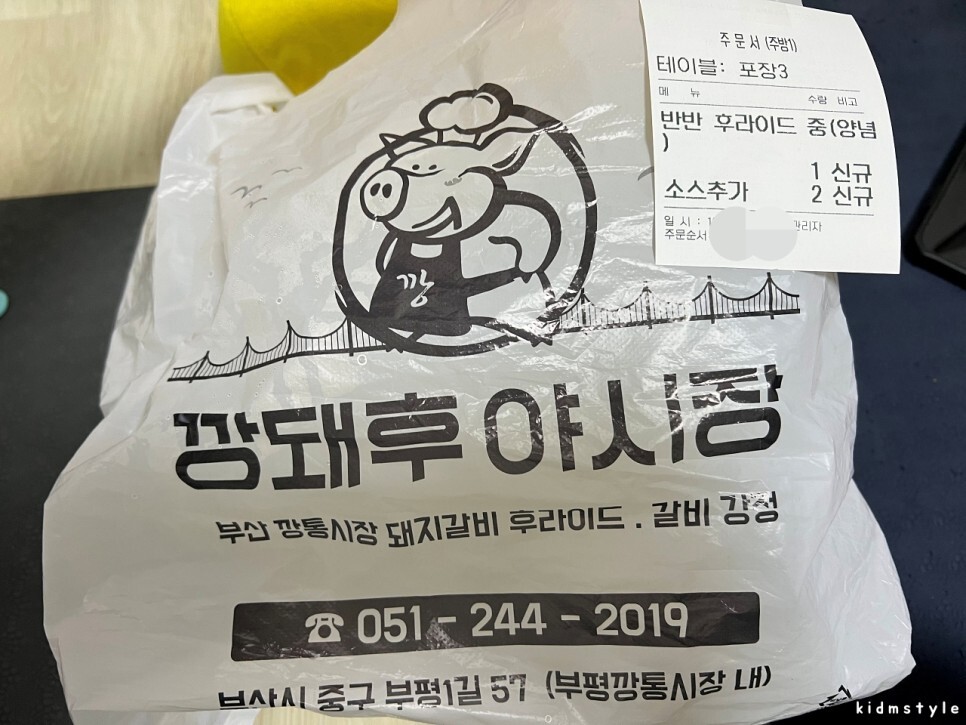 주 문 서 (주방1)
테이블: 포장3
메 뉴 수량 비고
반반 후라이드 중(양념
)
1 신규
소스추가 2 신규
일 시 : 관리자
주문순서
깡
깡돼후 야시장
부산 깡통시장 돼지갈비 후라이드 . 갈비 강정
☎ 051 - 244 - 2019
부산시 중구 부평1길 57 (부평깡통시장 내)
kidmstyle